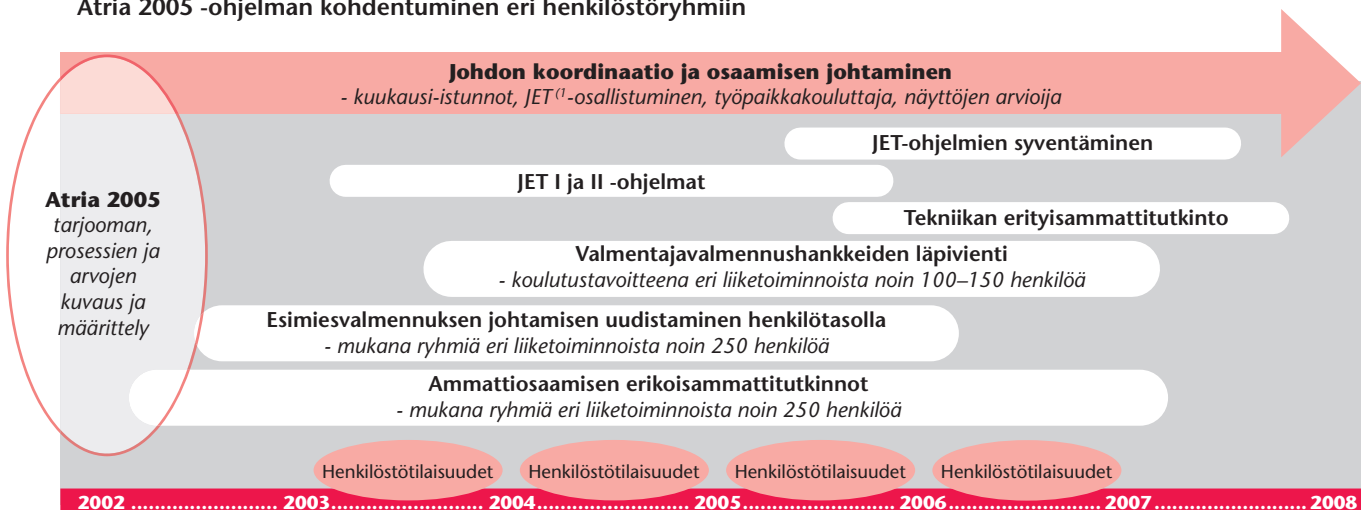 Atria 2005 -ohjelman kohdentuminen eri henkilöstöryhmiin
Johdon koordinaatio ja osaamisen johtaminen
- kuukausi-istunnot, JET⁽¹-osallistuminen, työpaikkakouluttaja, näyttöjen arvioija
JET-ohjelmien syventäminen
JET I ja II -ohjelmat
Atria 2005
tarjooman,
prosessien ja
arvojen
kuvaus ja
määrittely
Tekniikan erityisammattitutkinto
Valmentajavalmennushankkeiden läpivienti
- koulutustavoitteena eri liiketoiminnoista noin 100–150 henkilöä
Esimiesvalmennuksen johtamisen uudistaminen henkilötasolla
- mukana ryhmiä eri liiketoiminnoista noin 250 henkilöä
Ammattiosaamisen erikoisammattitutkinnot
- mukana ryhmiä eri liiketoiminnoista noin 250 henkilöä
Henkilöstötilaisuudet Henkilöstötilaisuudet Henkilöstötilaisuudet Henkilöstötilaisuudet
2002 ........................ 2003........................ 2004........................ 2005........................ 2006........................ 2007........................ 2008